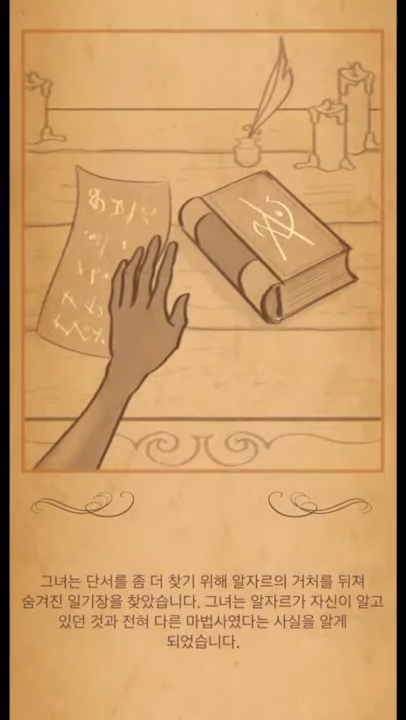 그녀는 단서를 좀 더 찾기 위해 알자르의 거처를 뒤져
숨겨진 일기장을 찾았습니다. 그녀는 알자르가 자신이 알고
있던 것과 전혀 다른 마법사였다는 사실을 알게
되었습니다.